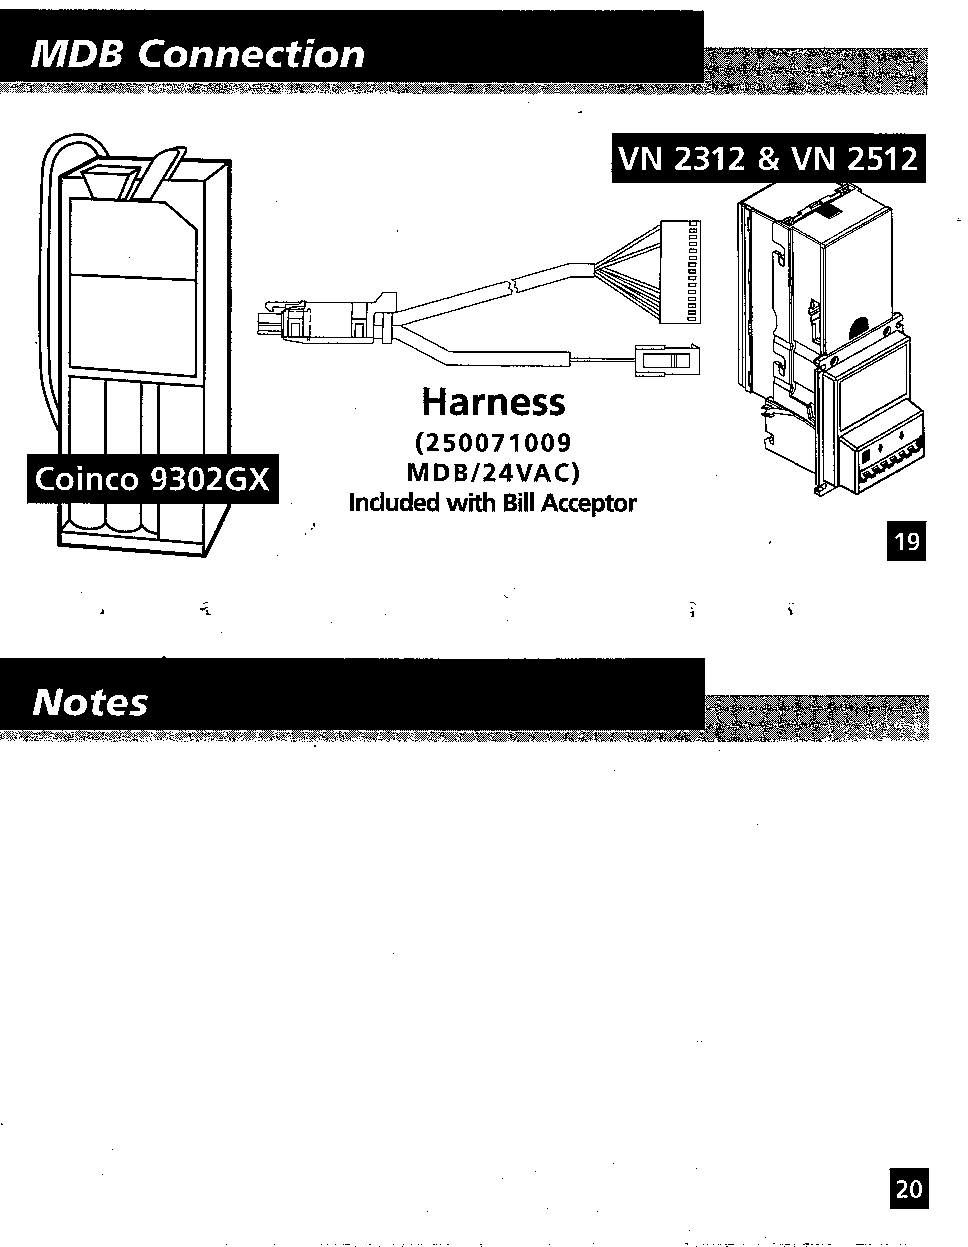 MDB Connection
VN 2312 & VN 2512
Harness
(250071009
MDB/24VAC)
Included with Bill Acceptor
Coinco 9302GX
19
Notes
20